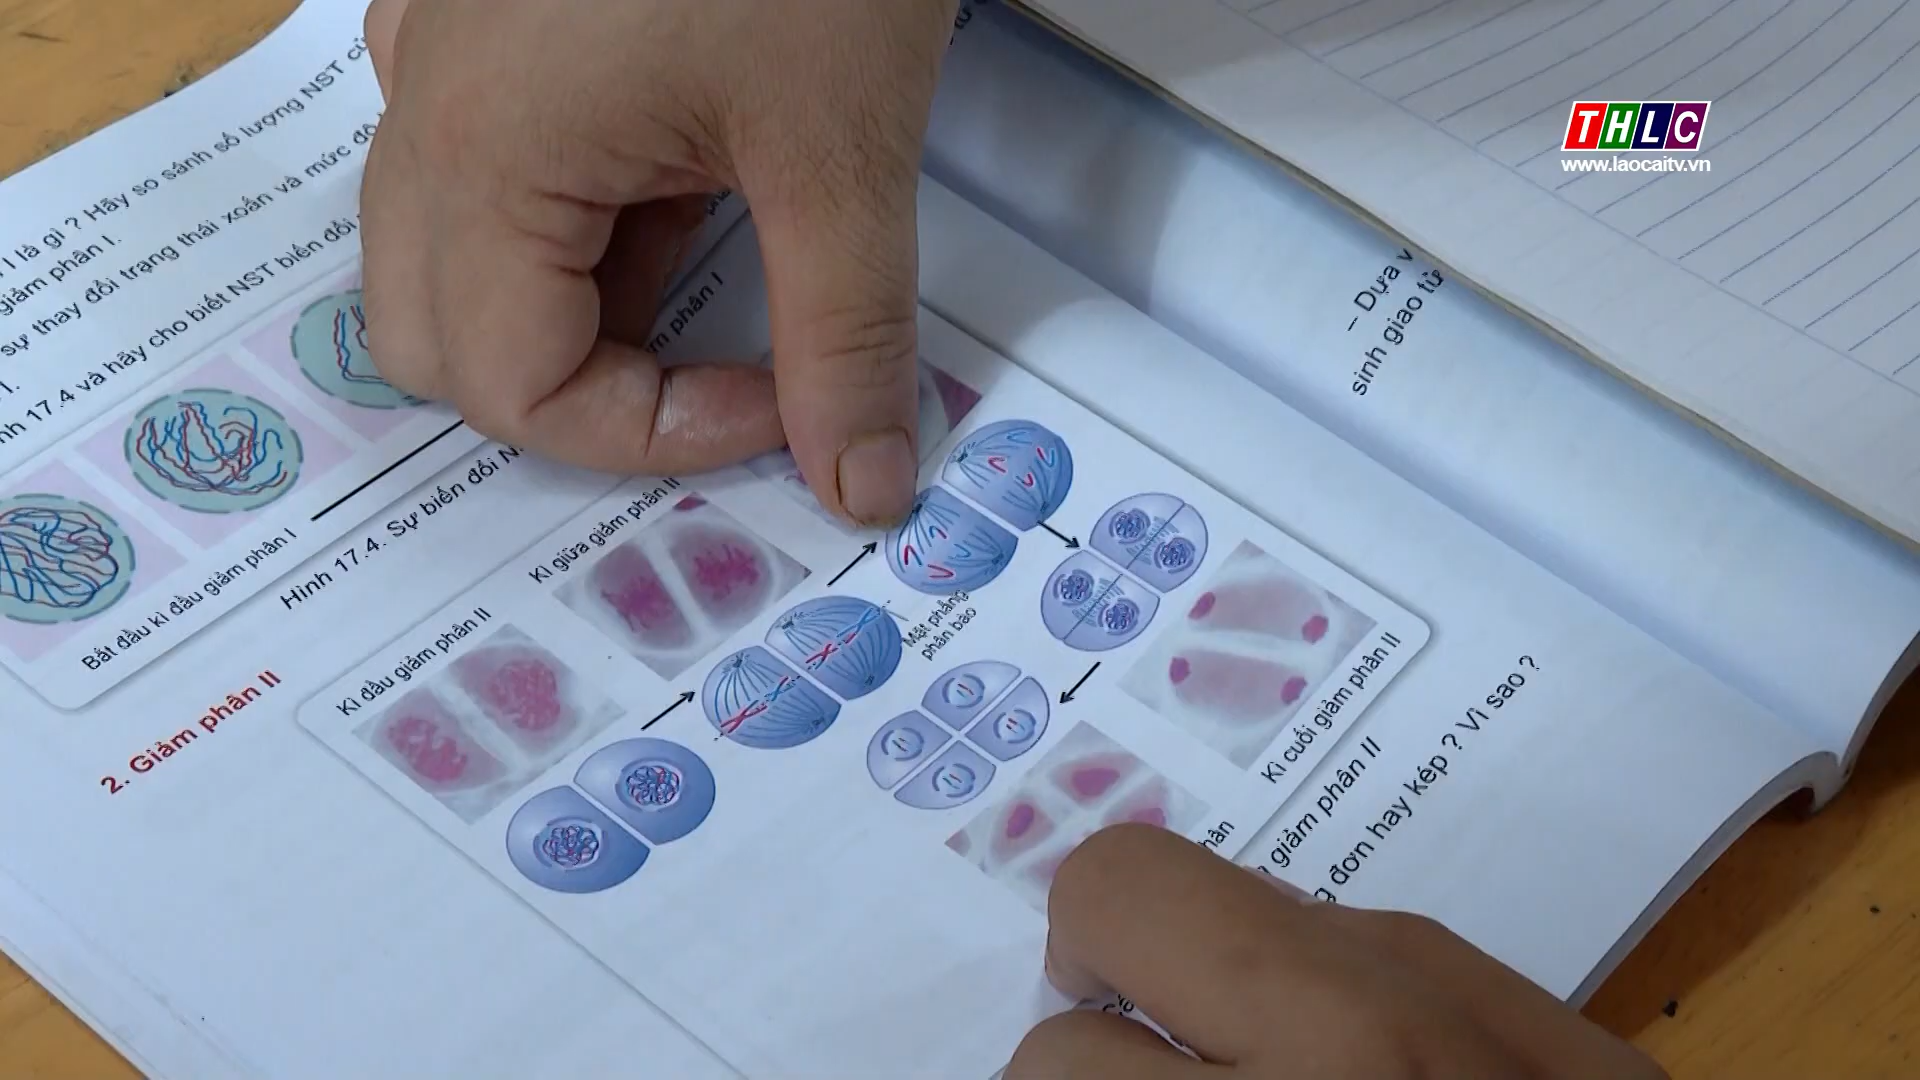 THLC
www.laocaitv.vn
I là gì ? Hãy so sánh số lượng NST
giảm phân I.
sự thay đổi trạng thái xoắn và mức độ
17.4 và hãy cho biết NST biến đổi
Bắt đầu kì đầu giảm phân I
phân I
Hình 17.4. Sự biến đổi
2. Giảm phân II
Kì đầu giảm phân II
Kì giữa giảm phân II
Mặt phẳng
phân bào
Kì cuối giảm phân II
giảm phân II
đơn hay kép ? Vì sao ?
– Dựa
sinh giao tử